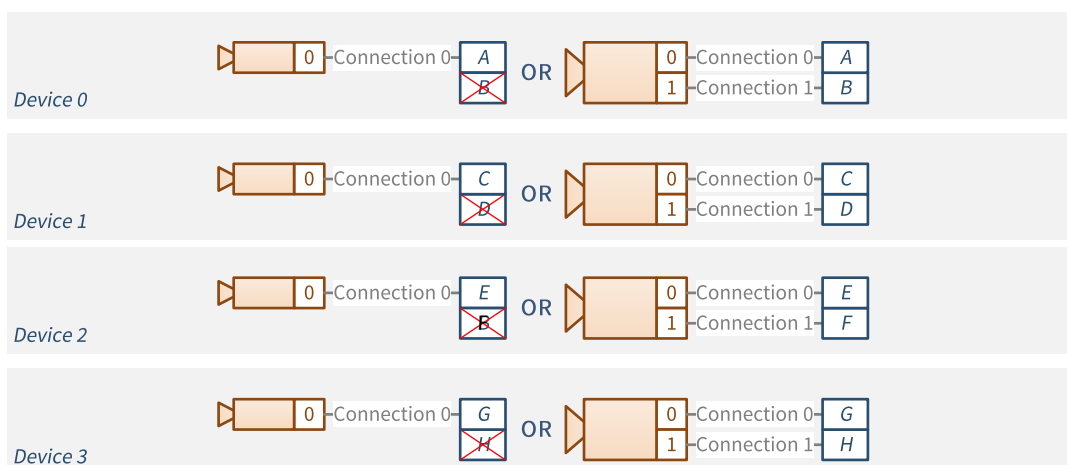 0 Connection 0 A OR 0 Connection 0 A
B 1 Connection 1 B
Device 0
0 Connection 0 C OR 0 Connection 0 C
D 1 Connection 1 D
Device 1
0 Connection 0 E OR 0 Connection 0 E
1 Connection 1 F
Device 2
0 Connection 0 G OR 0 Connection 0 G
H 1 Connection 1 H
Device 3